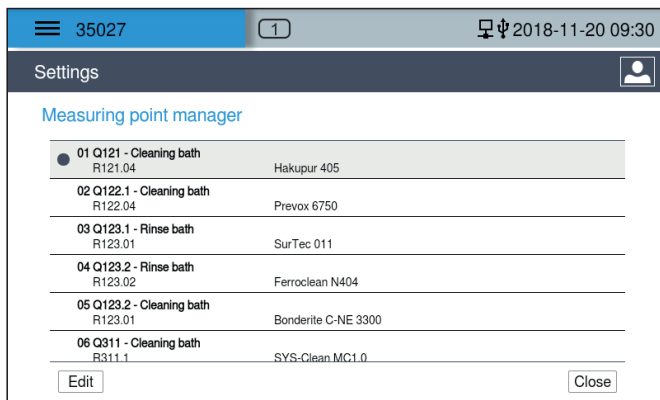 35027 1 2018-11-20 09:30
Settings
Measuring point manager
01 Q121 - Cleaning bath
R121.04 Hakupur 405
02 Q122.1 - Cleaning bath
R122.04 Prevox 6750
03 Q123.1 - Rinse bath
R123.01 SurTec 011
04 Q123.2 - Rinse bath
R123.02 Ferroclean N404
05 Q123.2 - Cleaning bath
R123.01 Bonderite C-NE 3300
06 Q311 - Cleaning bath
R311.1 SYS-Clean MC1.0
Edit Close